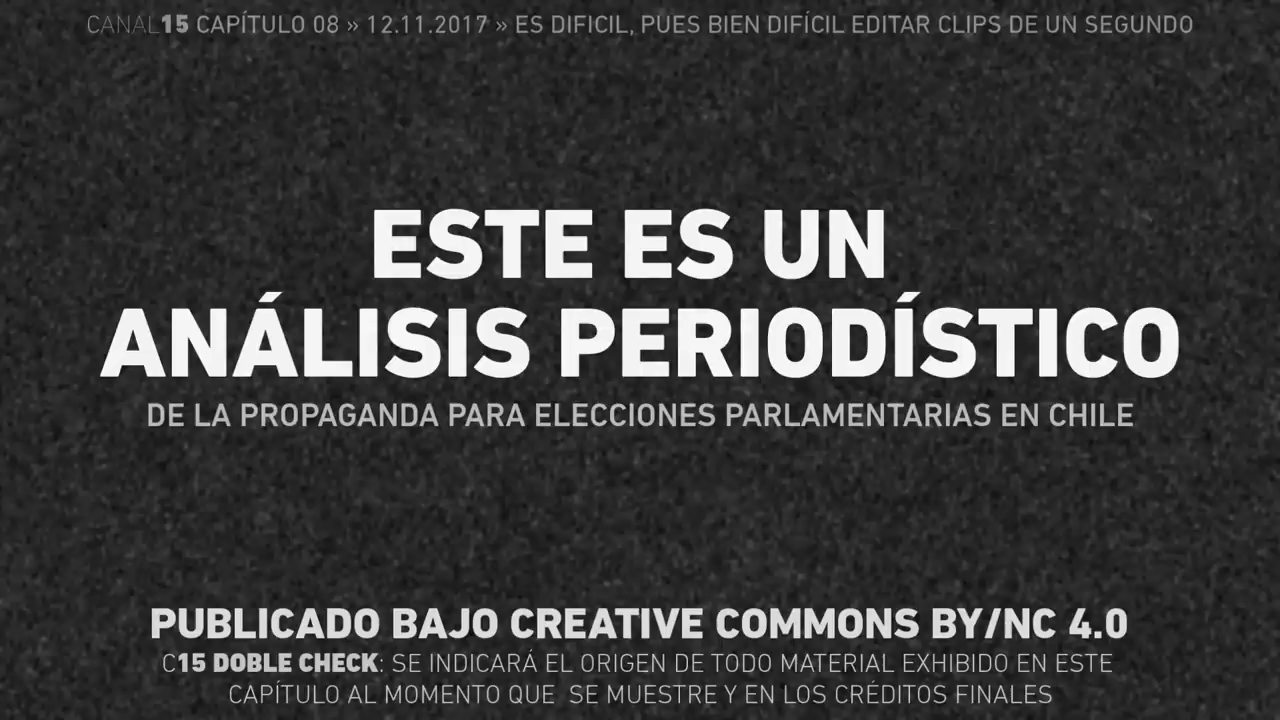 CANAL15 CAPÍTULO 08 » 12.11.2017 » ES DIFICIL, PUES BIEN DIFÍCIL EDITAR CLIPS DE UN SEGUNDO
ESTE ES UN
ANÁLISIS PERIODÍSTICO
DE LA PROPAGANDA PARA ELECCIONES PARLAMENTARIAS EN CHILE
PUBLICADO BAJO CREATIVE COMMONS BY/NC 4.0
C15 DOBLE CHECK: SE INDICARÁ EL ORIGEN DE TODO MATERIAL EXHIBIDO EN ESTE
CAPÍTULO AL MOMENTO QUE  SE MUESTRE Y EN LOS CRÉDITOS FINALES